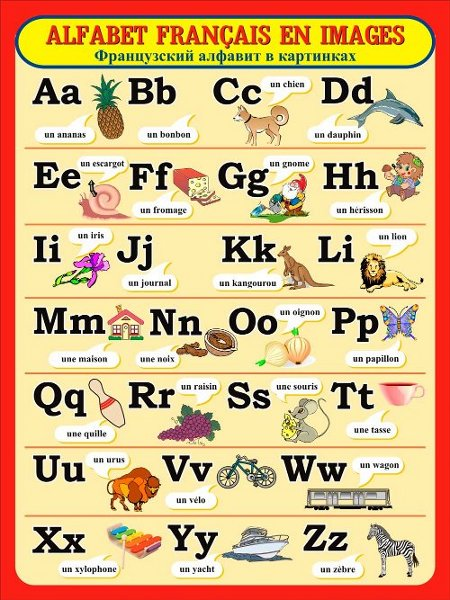 ALFABET FRANÇAIS EN IMAGES
Французский алфавит в картинках
Aa Bb Cc Dd
un chien
un ananas un bonbon un dauphin
Ee Ff Gg Hh
un escargot un gnome
un fromage un hérisson
Ii Jj Kk Li
un iris un lion
un journal un kangourou
Mm Nn Oo Pp
un oignon
une maison une noix un papillon
Qq Rr Ss Tt
un raisin une souris
une quille une tasse
Uu Vv Ww
un urus un wagon
un vélo
Xx Yy Zz
un xylophone un yacht un zèbre